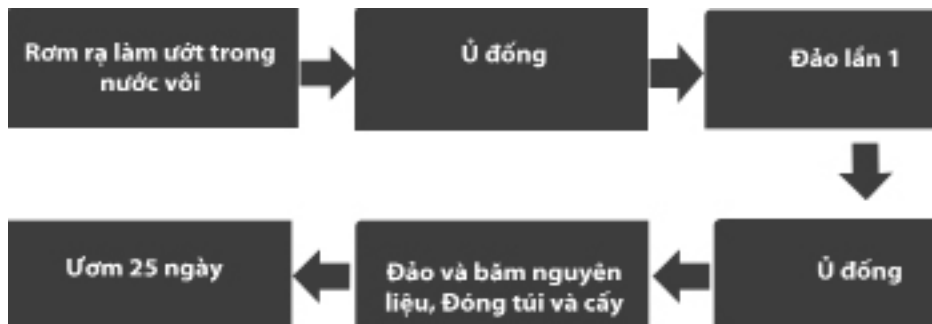 Rơm rạ làm ướt trong
nước vôi
Ủ đống
Đảo lần 1
Ủ đống
Đảo và băm nguyên
liệu, Đóng túi và cấy
Ươm 25 ngày